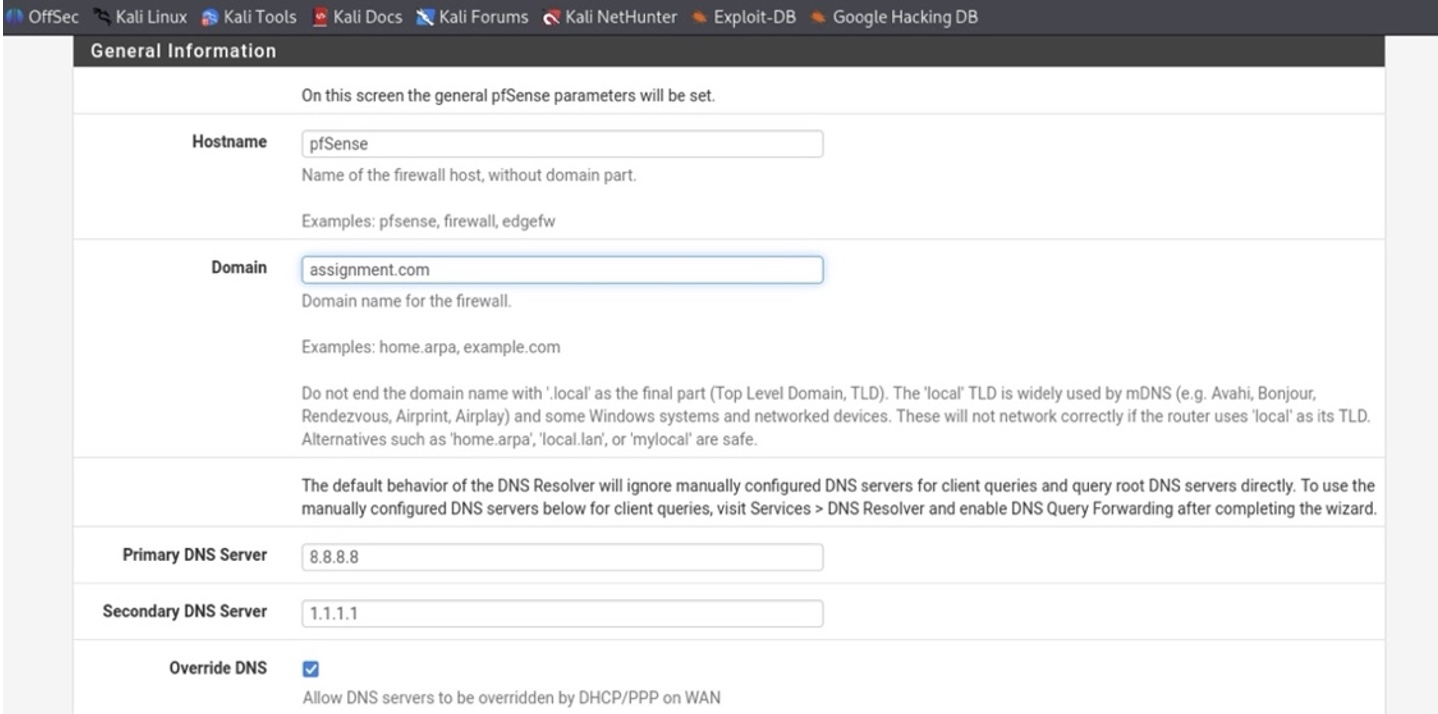 OffSec Kali Linux Kali Tools Kali Docs Kali Forums Kali NetHunter Exploit-DB Google Hacking DB
General Information
On this screen the general pfSense parameters will be set.
Hostname
pfSense
Name of the firewall host, without domain part.
Examples: pfsense, firewall, edgefw
Domain
assignment.com
Domain name for the firewall.
Examples: home.arpa, example.com
Do not end the domain name with '.local' as the final part (Top Level Domain, TLD). The 'local' TLD is widely used by mDNS (e.g. Avahi, Bonjour,
Rendezvous, Airprint, Airplay) and some Windows systems and networked devices. These will not network correctly if the router uses 'local' as its TLD.
Alternatives such as 'home.arpa', 'local.lan', or 'mylocal' are safe.
The default behavior of the DNS Resolver will ignore manually configured DNS servers for client queries and query root DNS servers directly. To use the
manually configured DNS servers below for client queries, visit Services > DNS Resolver and enable DNS Query Forwarding after completing the wizard.
Primary DNS Server
8.8.8.8
Secondary DNS Server
1.1.1.1
Override DNS
Allow DNS servers to be overridden by DHCP/PPP on WAN